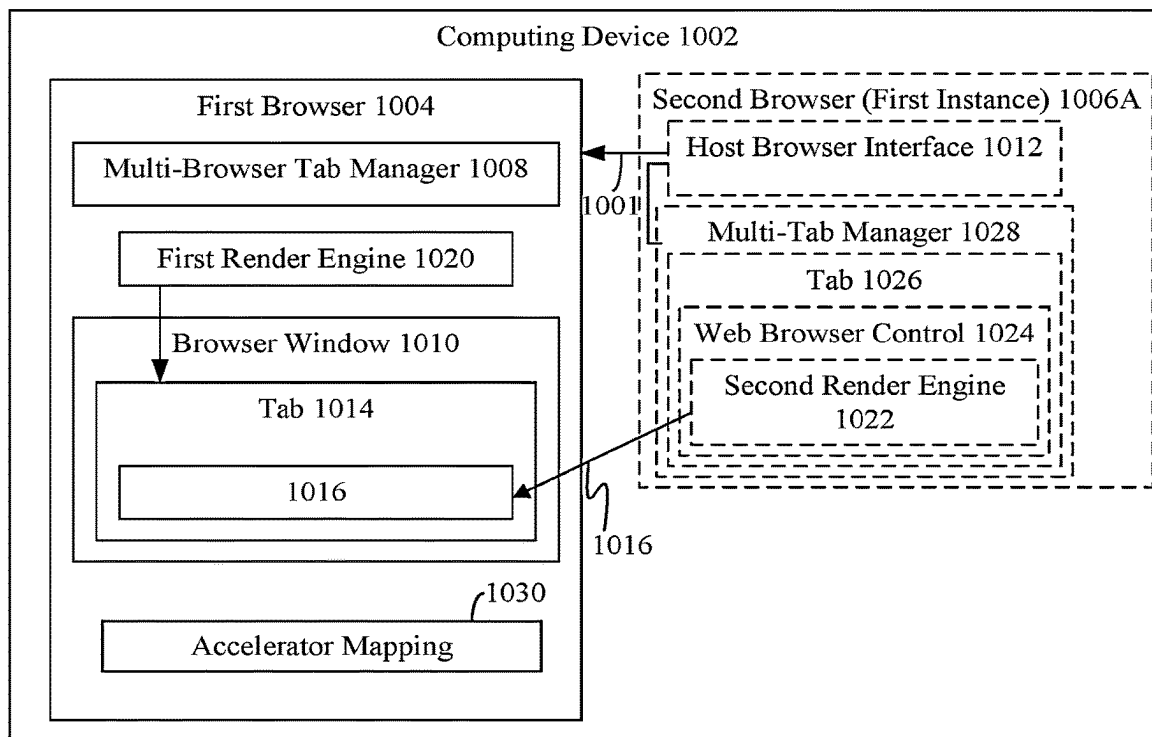 Computing Device 1002
First Browser 1004
Multi-Browser Tab Manager 1008
First Render Engine 1020
Browser Window 1010
Tab 1014
1016
1030
Accelerator Mapping
Second Browser (First Instance) 1006A
Host Browser Interface 1012
1001
Multi-Tab Manager 1028
Tab 1026
Web Browser Control 1024
Second Render Engine
1022
1016